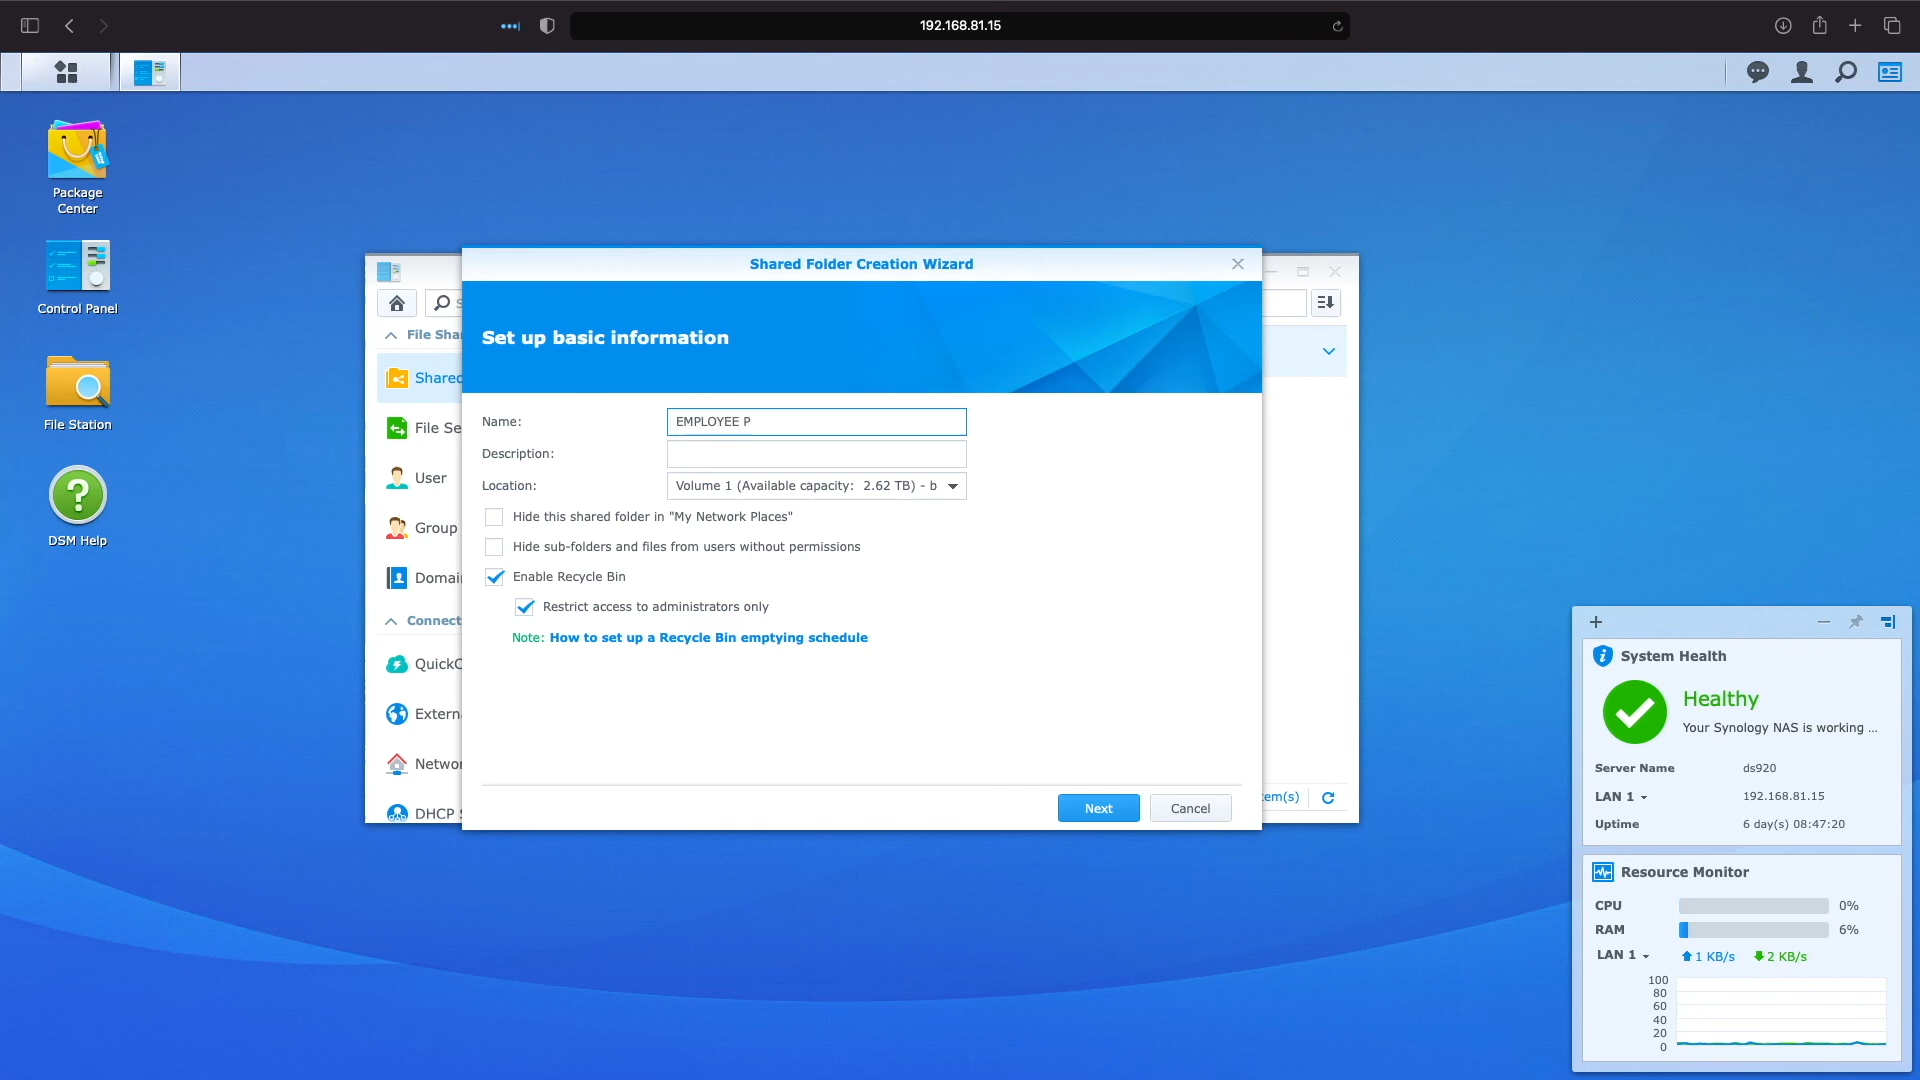 192.168.81.15
Package
Center
Control Panel
File Station
DSM Help
Shared Folder Creation Wizard
Set up basic information
Name:
EMPLOYEE P
Description:
Location:
Volume 1 (Available capacity: 2.62 TB) - b
Hide this shared folder in "My Network Places"
Hide sub-folders and files from users without permissions
Enable Recycle Bin
Restrict access to administrators only
Note: How to set up a Recycle Bin emptying schedule
Next
Cancel
File Shar
Shared
File Se
User
Group
Domai
Connect
QuickC
Externa
Networ
DHCP S
tem(s)
System Health
Healthy
Your Synology NAS is working ...
Server Name
ds920
LAN 1
192.168.81.15
Uptime
6 day(s) 08:47:20
Resource Monitor
CPU
0%
RAM
6%
LAN 1
1 KB/s
2 KB/s
100
80
60
40
20
0